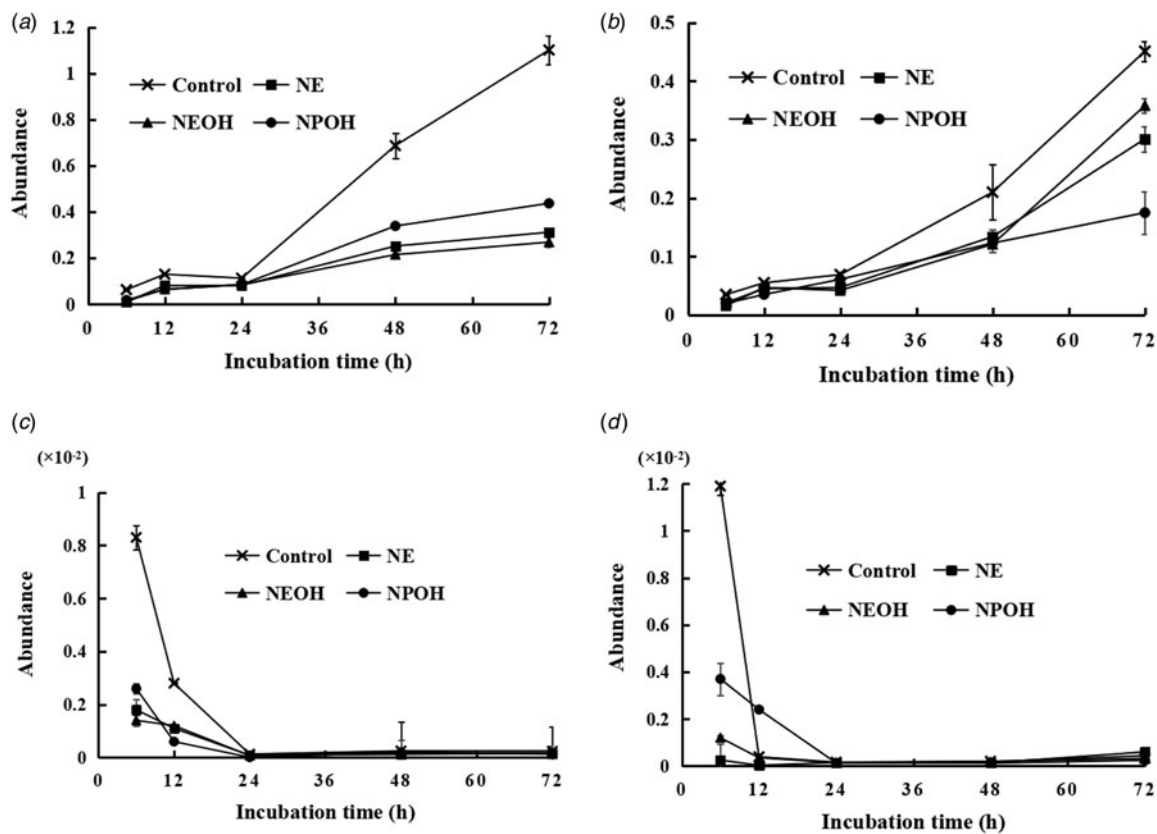 (a)
1.2
1
0.8
0.6
0.4
0.2
0
Abundance
Control NE
NEOH NPOH
0 12 24 36 48 60 72
Incubation time (h)
(b)
0.5
0.4
0.3
0.2
0.1
0
Abundance
Control NE
NEOH NPOH
0 12 24 36 48 60 72
Incubation time (h)
(c)
(×10-2)
1
0.8
0.6
0.4
0.2
0
Abundance
Control NE
NEOH NPOH
0 12 24 36 48 60 72
Incubation time (h)
(d)
(×10-2)
1.2
1
0.8
0.6
0.4
0.2
0
Abundance
Control NE
NEOH NPOH
0 12 24 36 48 60 72
Incubation time (h)